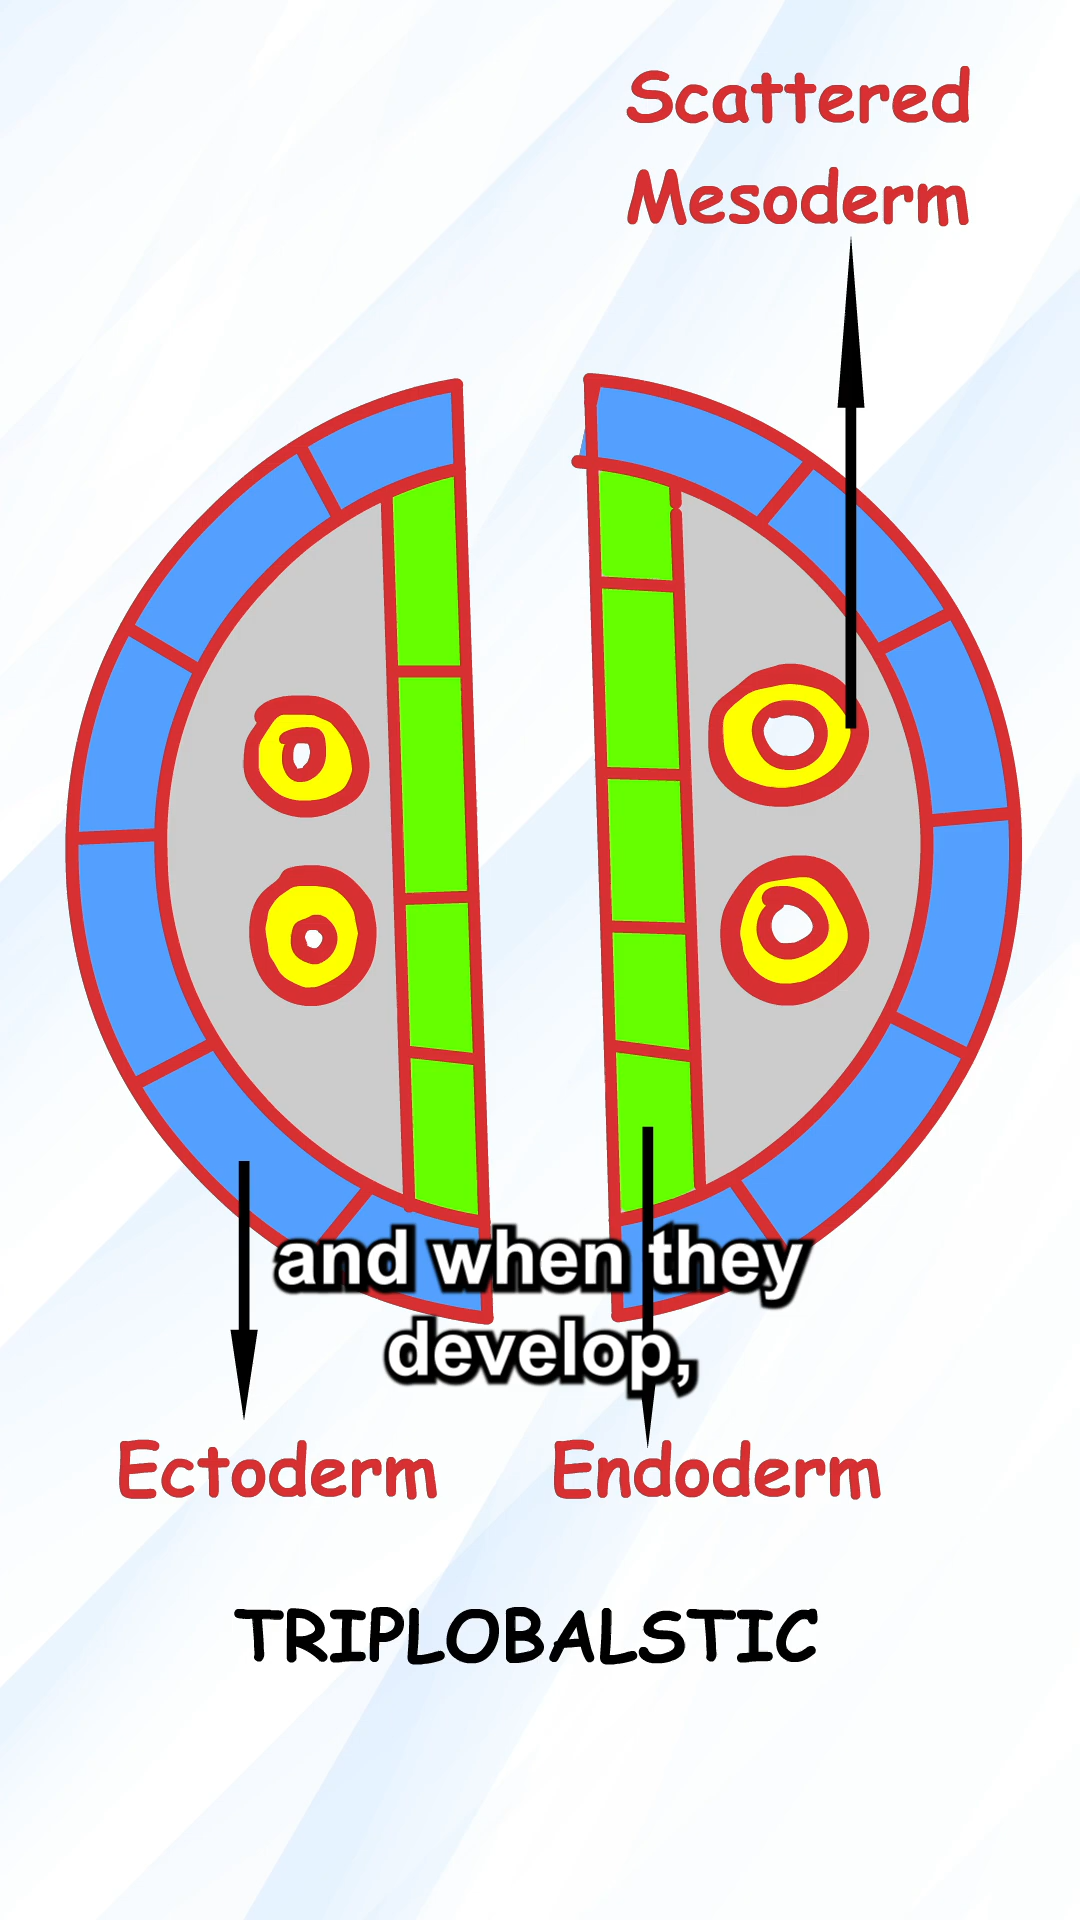 Scattered
Mesoderm
and when they
develop,
Ectoderm
Endoderm
TRIPLOBALSTIC